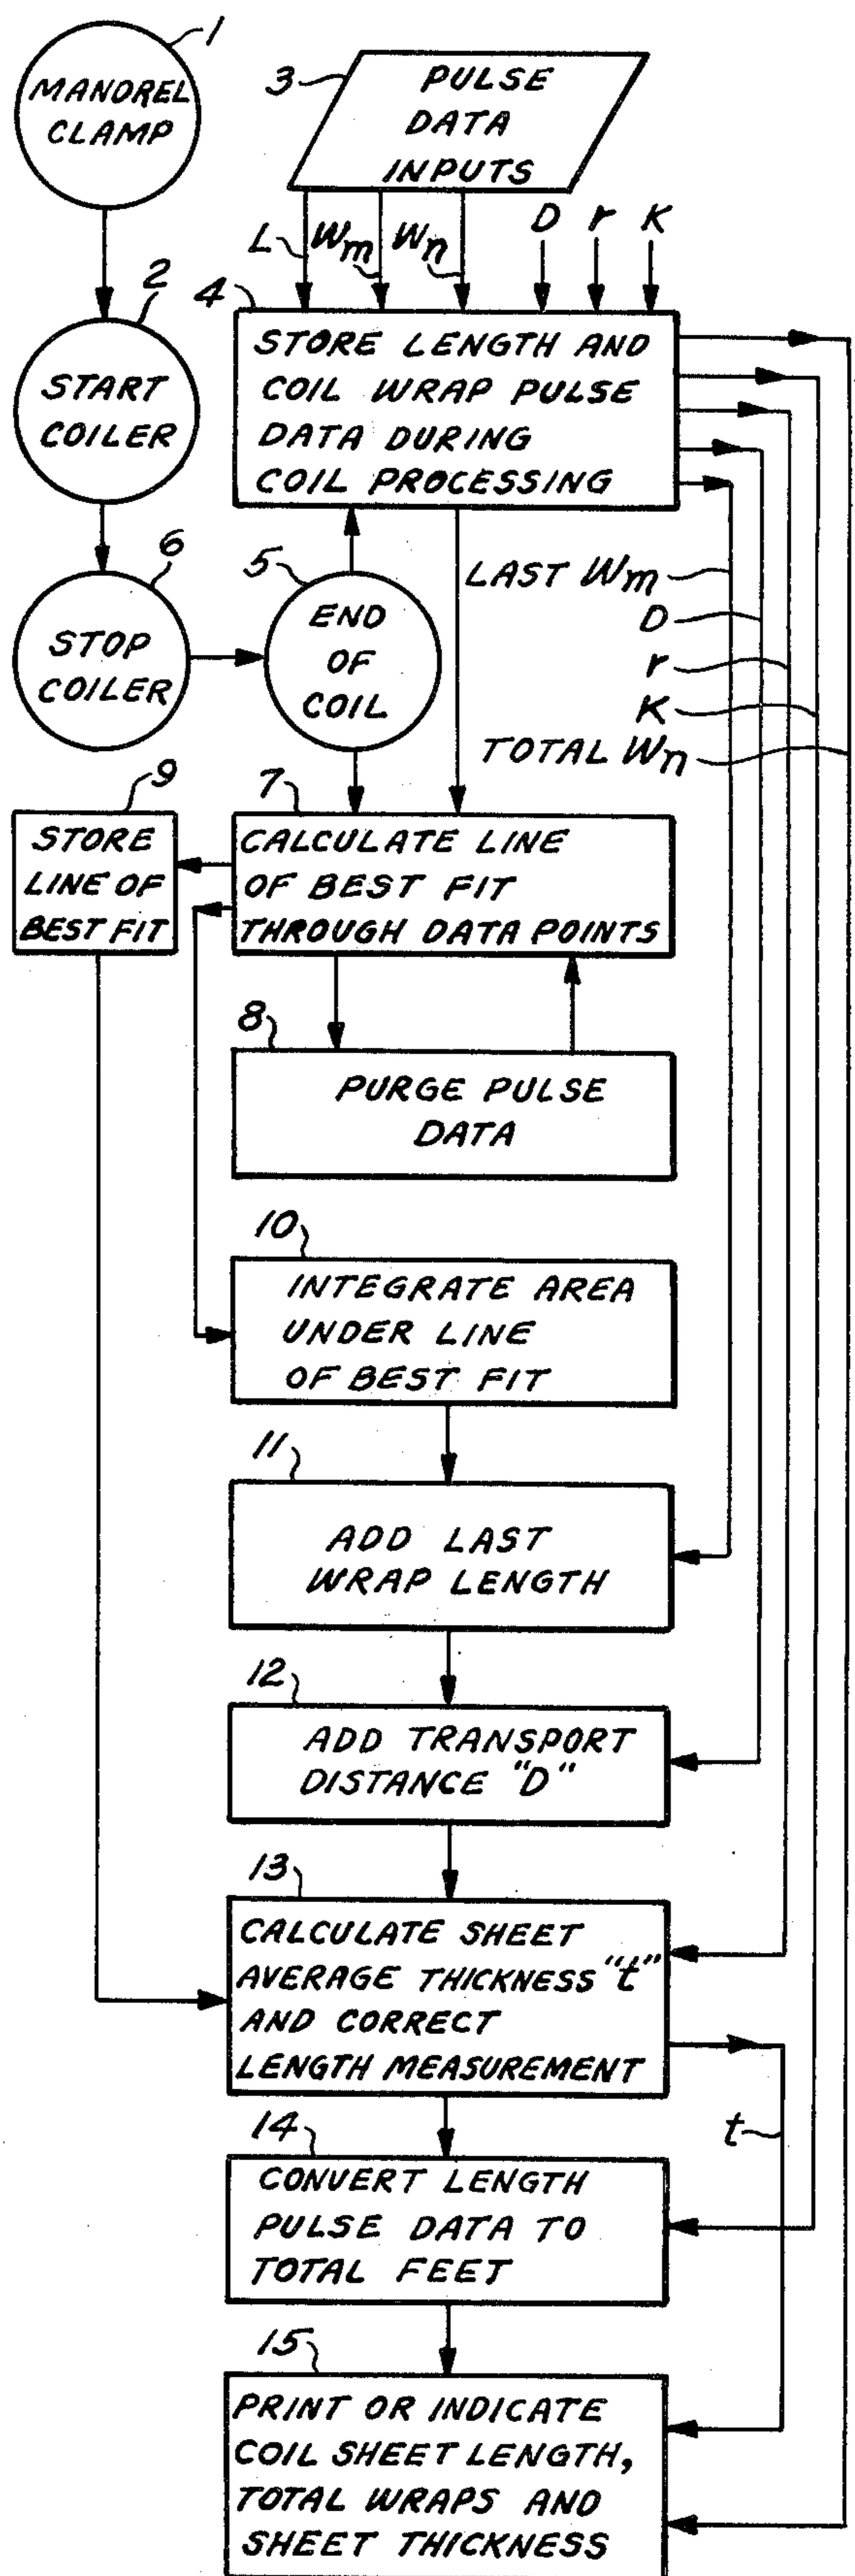 1
MANDREL
CLAMP
3
PULSE
DATA
INPUTS
L
Wm
Wn
D
r
K
2
START
COILER
4
STORE LENGTH AND
COIL WRAP PULSE
DATA DURING
COIL PROCESSING
6
STOP
COILER
5
END
OF
COIL
LAST Wm
D
r
K
TOTAL Wn
9
STORE
LINE OF
BEST FIT
7
CALCULATE LINE
OF BEST FIT
THROUGH DATA POINTS
8
PURGE PULSE
DATA
10
INTEGRATE AREA
UNDER LINE
OF BEST FIT
11
ADD LAST
WRAP LENGTH
12
ADD TRANSPORT
DISTANCE "D"
13
CALCULATE SHEET
AVERAGE THICKNESS "t"
AND CORRECT
LENGTH MEASUREMENT
t
14
CONVERT LENGTH
PULSE DATA TO
TOTAL FEET
15
PRINT OR INDICATE
COIL SHEET LENGTH,
TOTAL WRAPS AND
SHEET THICKNESS